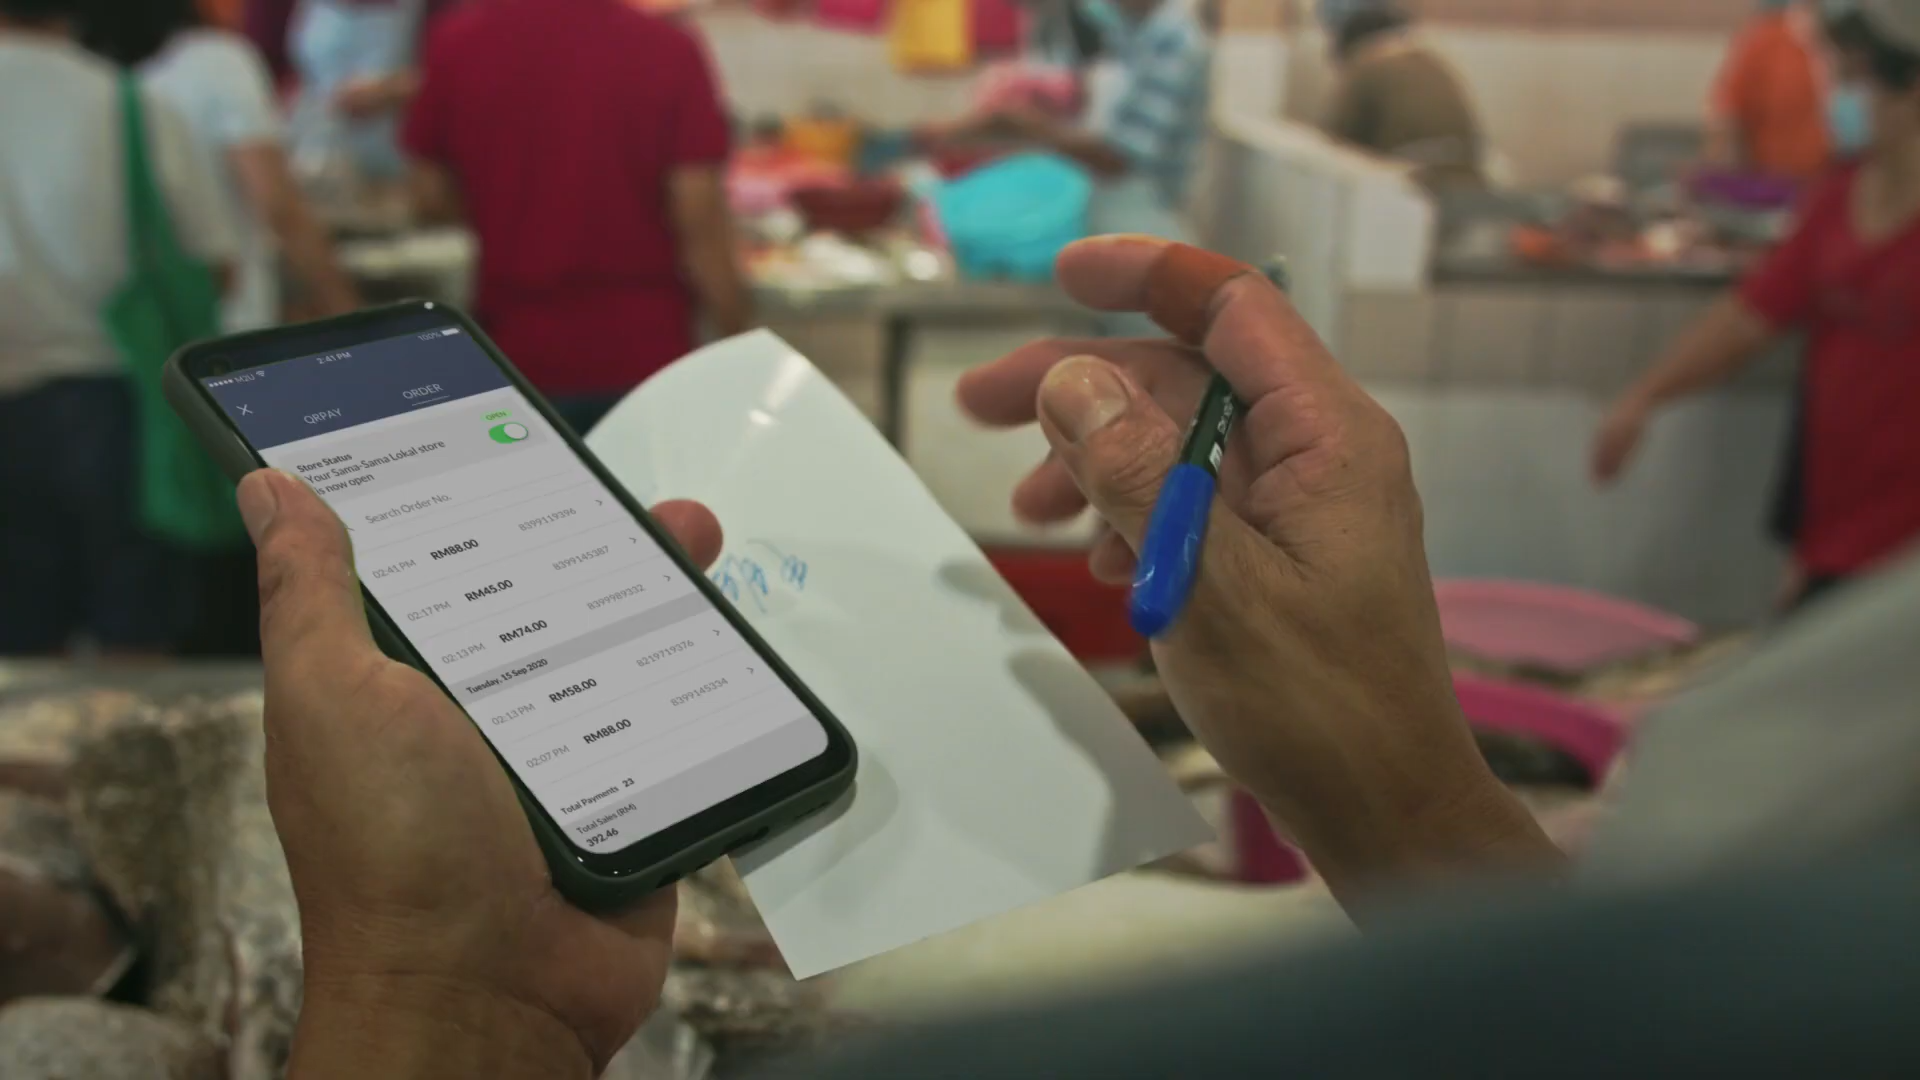 M2U 2:41 PM 100%
QRPAY ORDER
Store Status OPEN
Your Sama-Sama Lokal store
is now open
Search Order No.
02:41 PM RM88.00 8399119396
02:17 PM RM45.00 8399145387
02:13 PM RM74.00 8399989332
Tuesday, 15 Sep 2020
02:13 PM RM58.00 8219719376
02:07 PM RM88.00 8399145334
Total Payments 23
Total Sales (RM)
392.46